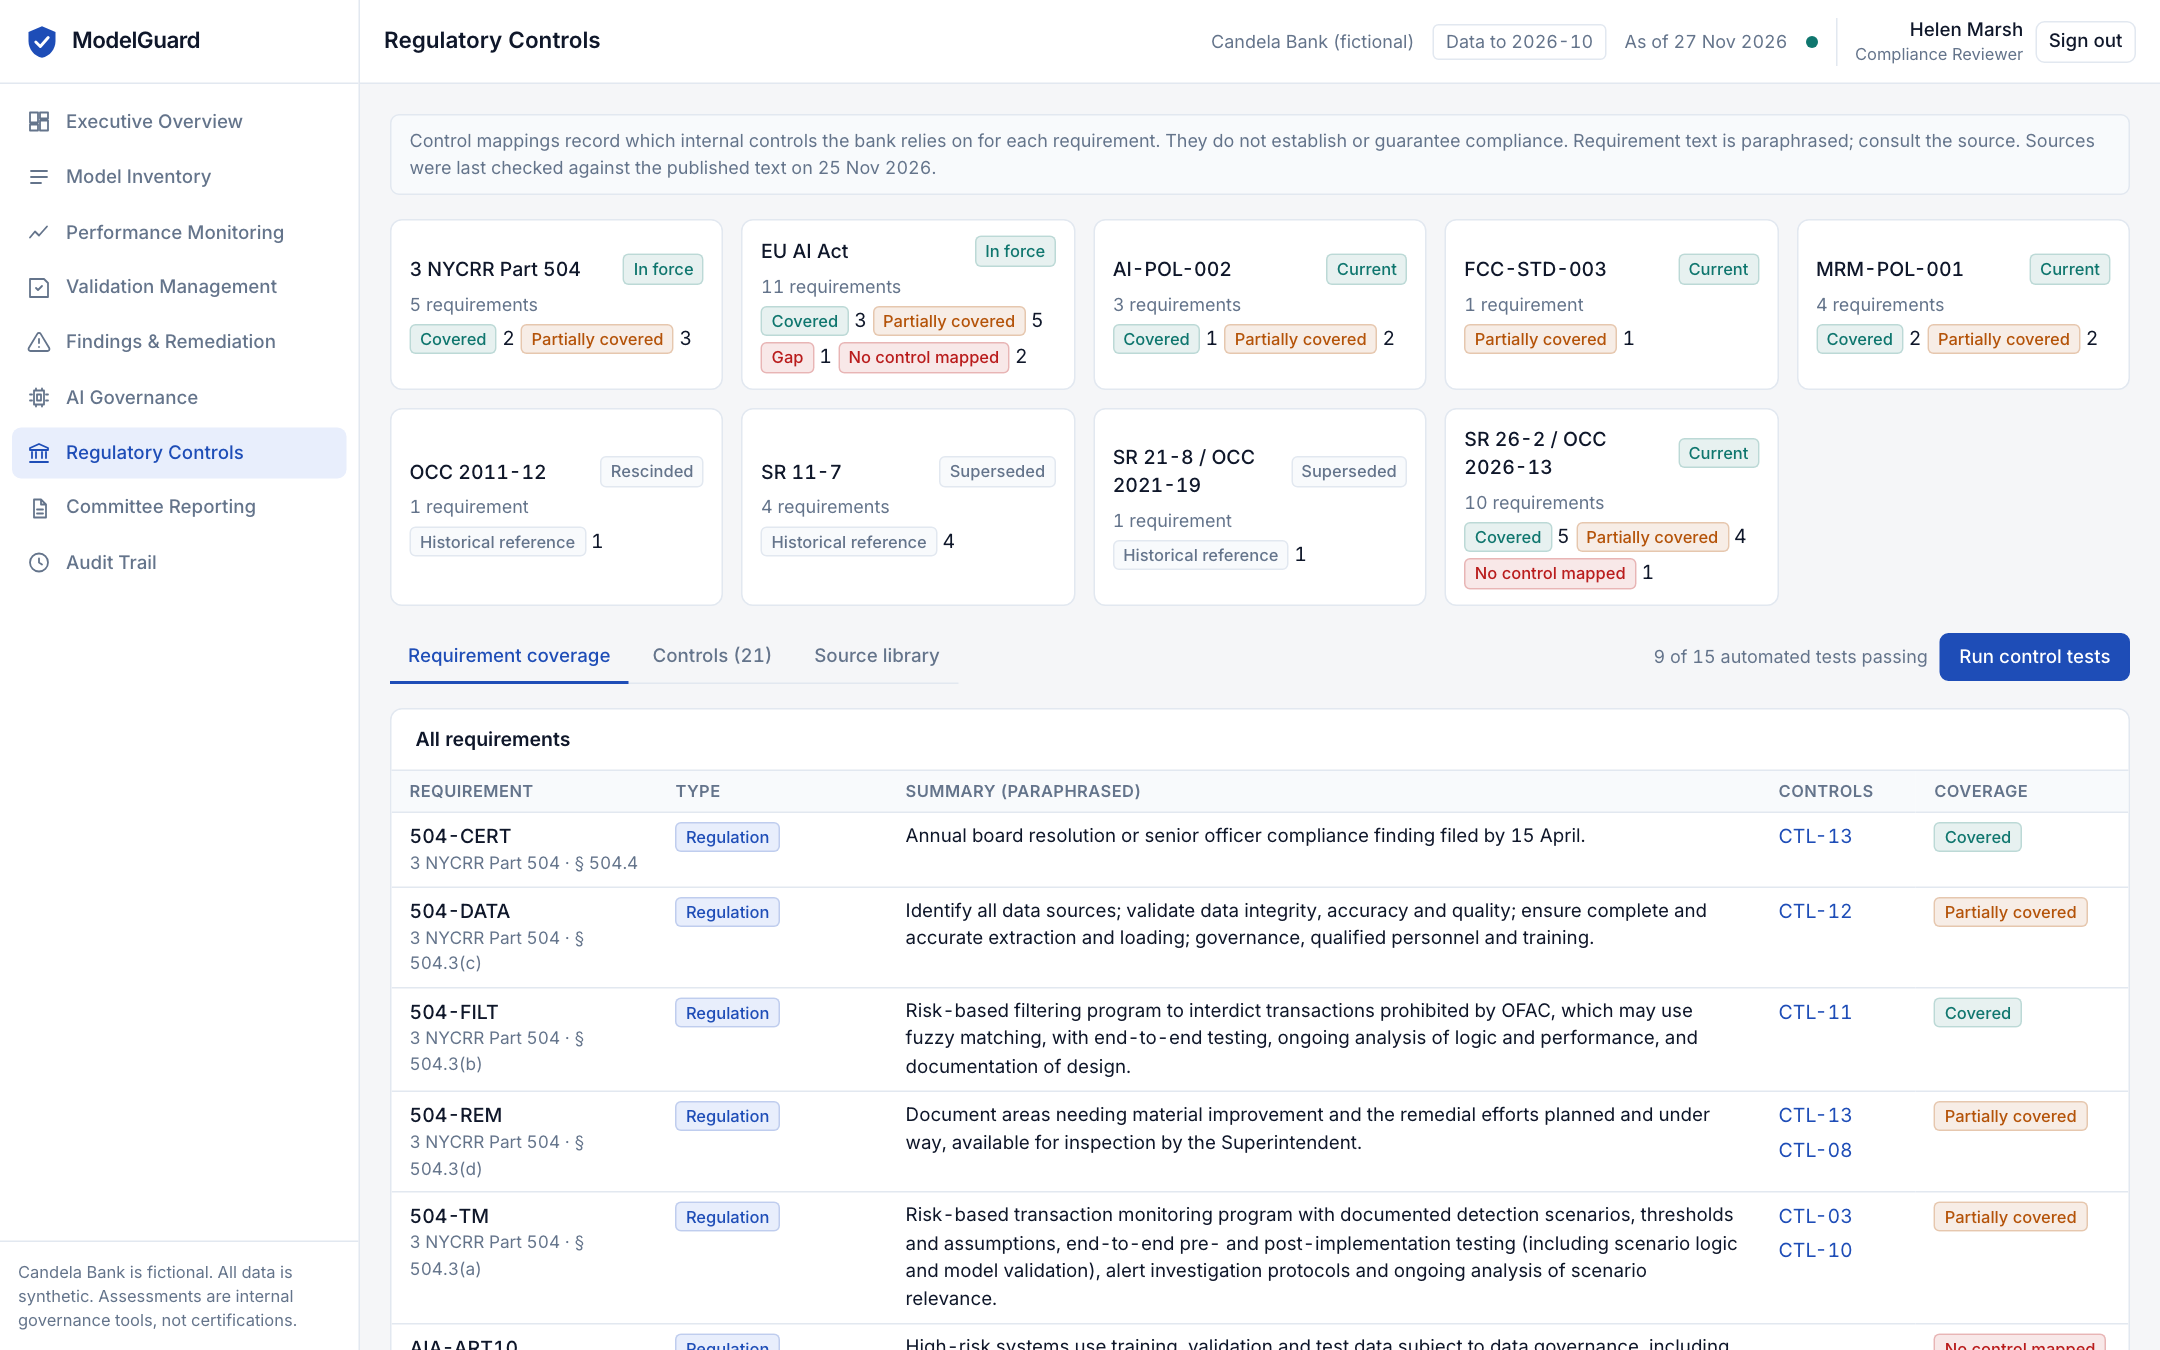 ModelGuard
Regulatory Controls
Candela Bank (fictional)
Data to 2026-10
As of 27 Nov 2026
Helen Marsh
Compliance Reviewer
Sign out
Executive Overview
Model Inventory
Performance Monitoring
Validation Management
Findings & Remediation
AI Governance
Regulatory Controls
Committee Reporting
Audit Trail
Candela Bank is fictional. All data is
synthetic. Assessments are internal
governance tools, not certifications.
Control mappings record which internal controls the bank relies on for each requirement. They do not establish or guarantee compliance. Requirement text is paraphrased; consult the source. Sources
were last checked against the published text on 25 Nov 2026.
3 NYCRR Part 504 In force
5 requirements
Covered 2 Partially covered 3
EU AI Act In force
11 requirements
Covered 3 Partially covered 5
Gap 1 No control mapped 2
AI-POL-002 Current
3 requirements
Covered 1 Partially covered 2
FCC-STD-003 Current
1 requirement
Partially covered 1
MRM-POL-001 Current
4 requirements
Covered 2 Partially covered 2
OCC 2011-12 Rescinded
1 requirement
Historical reference 1
SR 11-7 Superseded
4 requirements
Historical reference 4
SR 21-8 / OCC
2021-19 Superseded
1 requirement
Historical reference 1
SR 26-2 / OCC
2026-13 Current
10 requirements
Covered 5 Partially covered 4
No control mapped 1
Requirement coverage Controls (21) Source library
9 of 15 automated tests passing Run control tests
All requirements
REQUIREMENT TYPE SUMMARY (PARAPHRASED) CONTROLS COVERAGE
504-CERT
3 NYCRR Part 504 · § 504.4
Regulation
Annual board resolution or senior officer compliance finding filed by 15 April.
CTL-13
Covered
504-DATA
3 NYCRR Part 504 · §
504.3(c)
Regulation
Identify all data sources; validate data integrity, accuracy and quality; ensure complete and
accurate extraction and loading; governance, qualified personnel and training.
CTL-12
Partially covered
504-FILT
3 NYCRR Part 504 · §
504.3(b)
Regulation
Risk-based filtering program to interdict transactions prohibited by OFAC, which may use
fuzzy matching, with end-to-end testing, ongoing analysis of logic and performance, and
documentation of design.
CTL-11
Covered
504-REM
3 NYCRR Part 504 · §
504.3(d)
Regulation
Document areas needing material improvement and the remedial efforts planned and under
way, available for inspection by the Superintendent.
CTL-13
CTL-08
Partially covered
504-TM
3 NYCRR Part 504 · §
504.3(a)
Regulation
Risk-based transaction monitoring program with documented detection scenarios, thresholds
and assumptions, end-to-end pre- and post-implementation testing (including scenario logic
and model validation), alert investigation protocols and ongoing analysis of scenario
relevance.
CTL-03
CTL-10
Partially covered
AIA-ART10
Regulation
High-risk systems use training, validation and test data subject to data governance, including
No control mapped